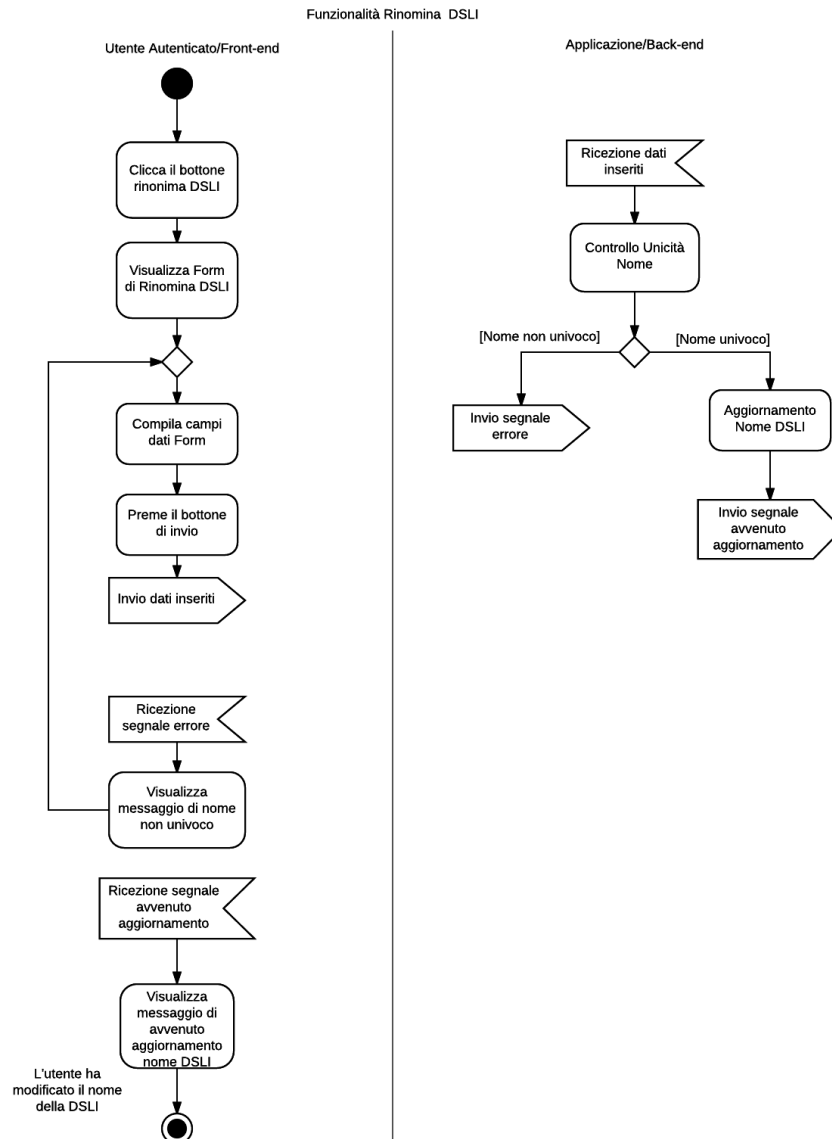 Funzionalità Rinomina DSLI
Utente Autenticato/Front-end
Clicca il bottone
rinonima DSLI
Visualizza Form
di Rinomina DSLI
Compila campi
dati Form
Preme il bottone
di invio
Invio dati inseriti
Ricezione
segnale errore
Visualizza
messaggio di nome
non univoco
Ricezione segnale
avvenuto
aggiornamento
Visualizza
messaggio di
avvenuto
aggiornamento
nome DSLI
L'utente ha
modificato il nome
della DSLI
Applicazione/Back-end
Ricezione dati
inseriti
Controllo Unicità
Nome
[Nome non univoco]
[Nome univoco]
Invio segnale
errore
Aggiornamento
Nome DSLI
Invio segnale
avvenuto
aggiornamento